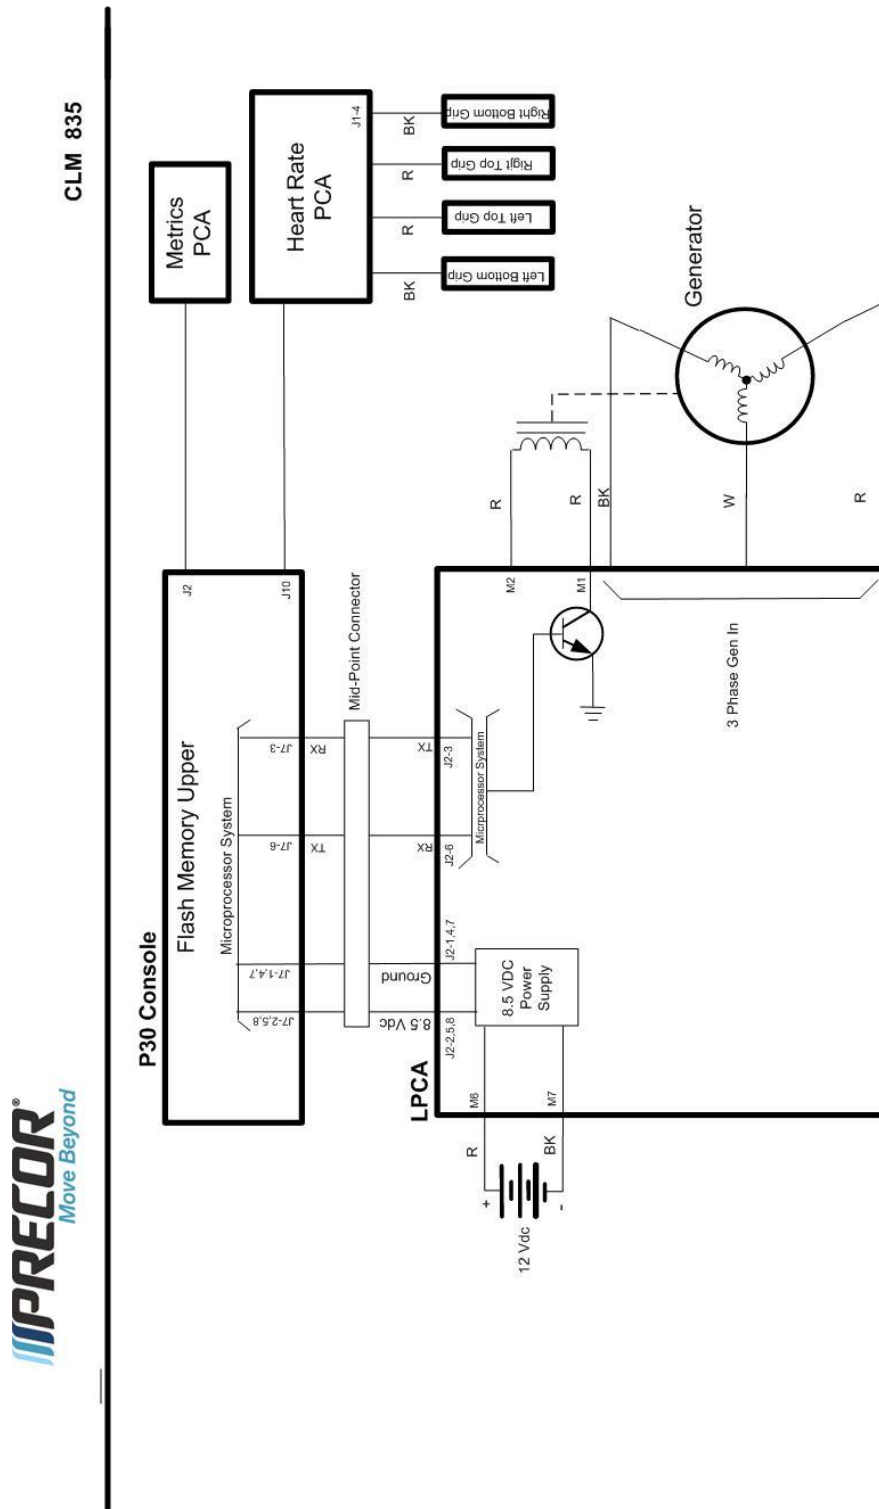 PRECOR®
Move Beyond
CLM 835
P30 Console
Flash Memory Upper
Microprocessor System
J2
J10
J7-2,5,8
J7-1,4,7
J7-6
J7-3
TX
RX
Metrics
PCA
Heart Rate
PCA
J1-4
BK
R
R
BK
Left Bottom Grip
Left Top Grip
Rigjt Top Grip
Right Bottom Grip
Mid-Point Connector
8.5 Vdc
Ground
RX
TX
LPCA
J2-2,5,8
J2-1,4,7
J2-6
J2-3
Micrprocessor System
8.5 VDC
Power
Supply
M6
M7
R
BK
+
-
12 Vdc
M2
M1
R
R
BK
W
R
Generator
3 Phase Gen In